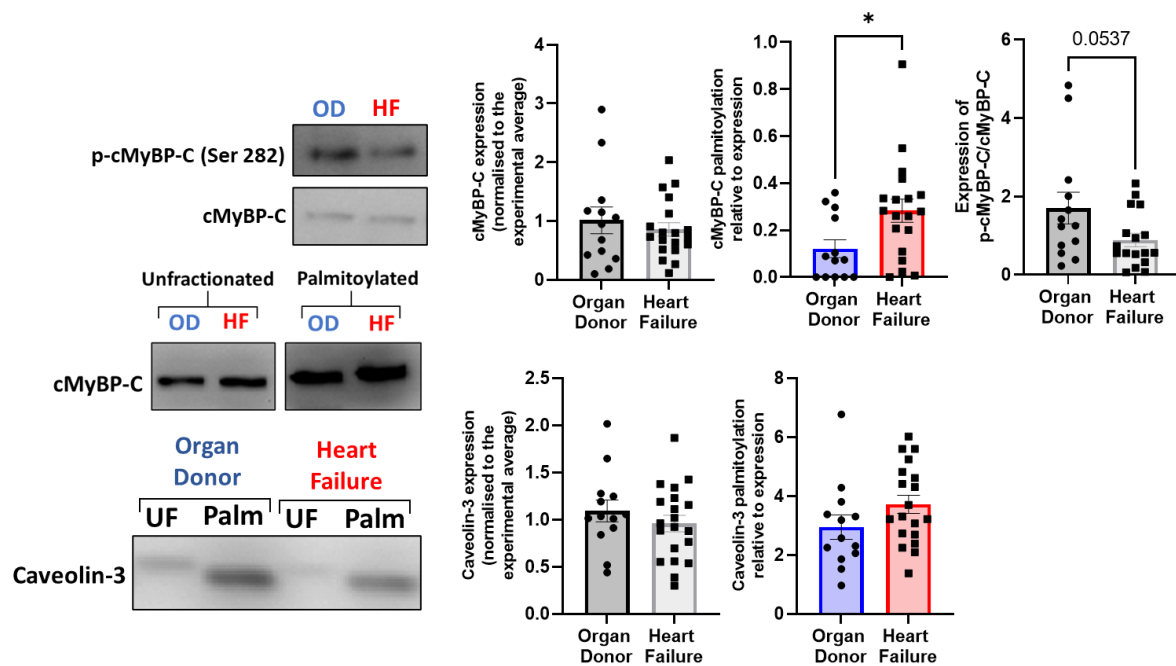 OD HF
p-cMyBP-C (Ser 282)
cMyBP-C
Unfractionated Palmitoylated
OD HF OD HF
cMyBP-C
Organ Donor Heart Failure
UF Palm UF Palm
Caveolin-3
cMyBP-C expression
(normalised to the
experimental average)
4
3
2
1
0
Organ Donor
Heart Failure
cMyBP-C palmitoylation
relative to expression
1.0
0.8
0.6
0.4
0.2
0.0
*
Organ Donor
Heart Failure
Expression of
p-cMyBP-C/cMyBP-C
6
4
2
0
0.0537
Organ Donor
Heart Failure
Caveolin-3 expression
(normalised to the
experimental average)
2.5
2.0
1.5
1.0
0.5
0.0
Organ Donor
Heart Failure
Caveolin-3 palmitoylation
relative to expression
8
6
4
2
0
Organ Donor
Heart Failure